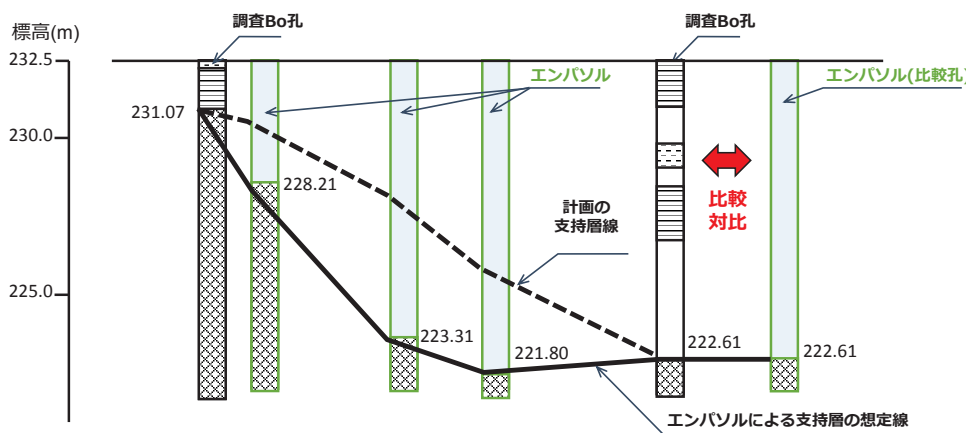 標高(m)
調査Bo孔
調査Bo孔
232.5
エンパソル
エンパソル(比較孔)
231.07
230.0
228.21
比較
対比
計画の
支持層線
225.0
223.31
221.80
222.61
222.61
エンパソルによる支持層の想定線